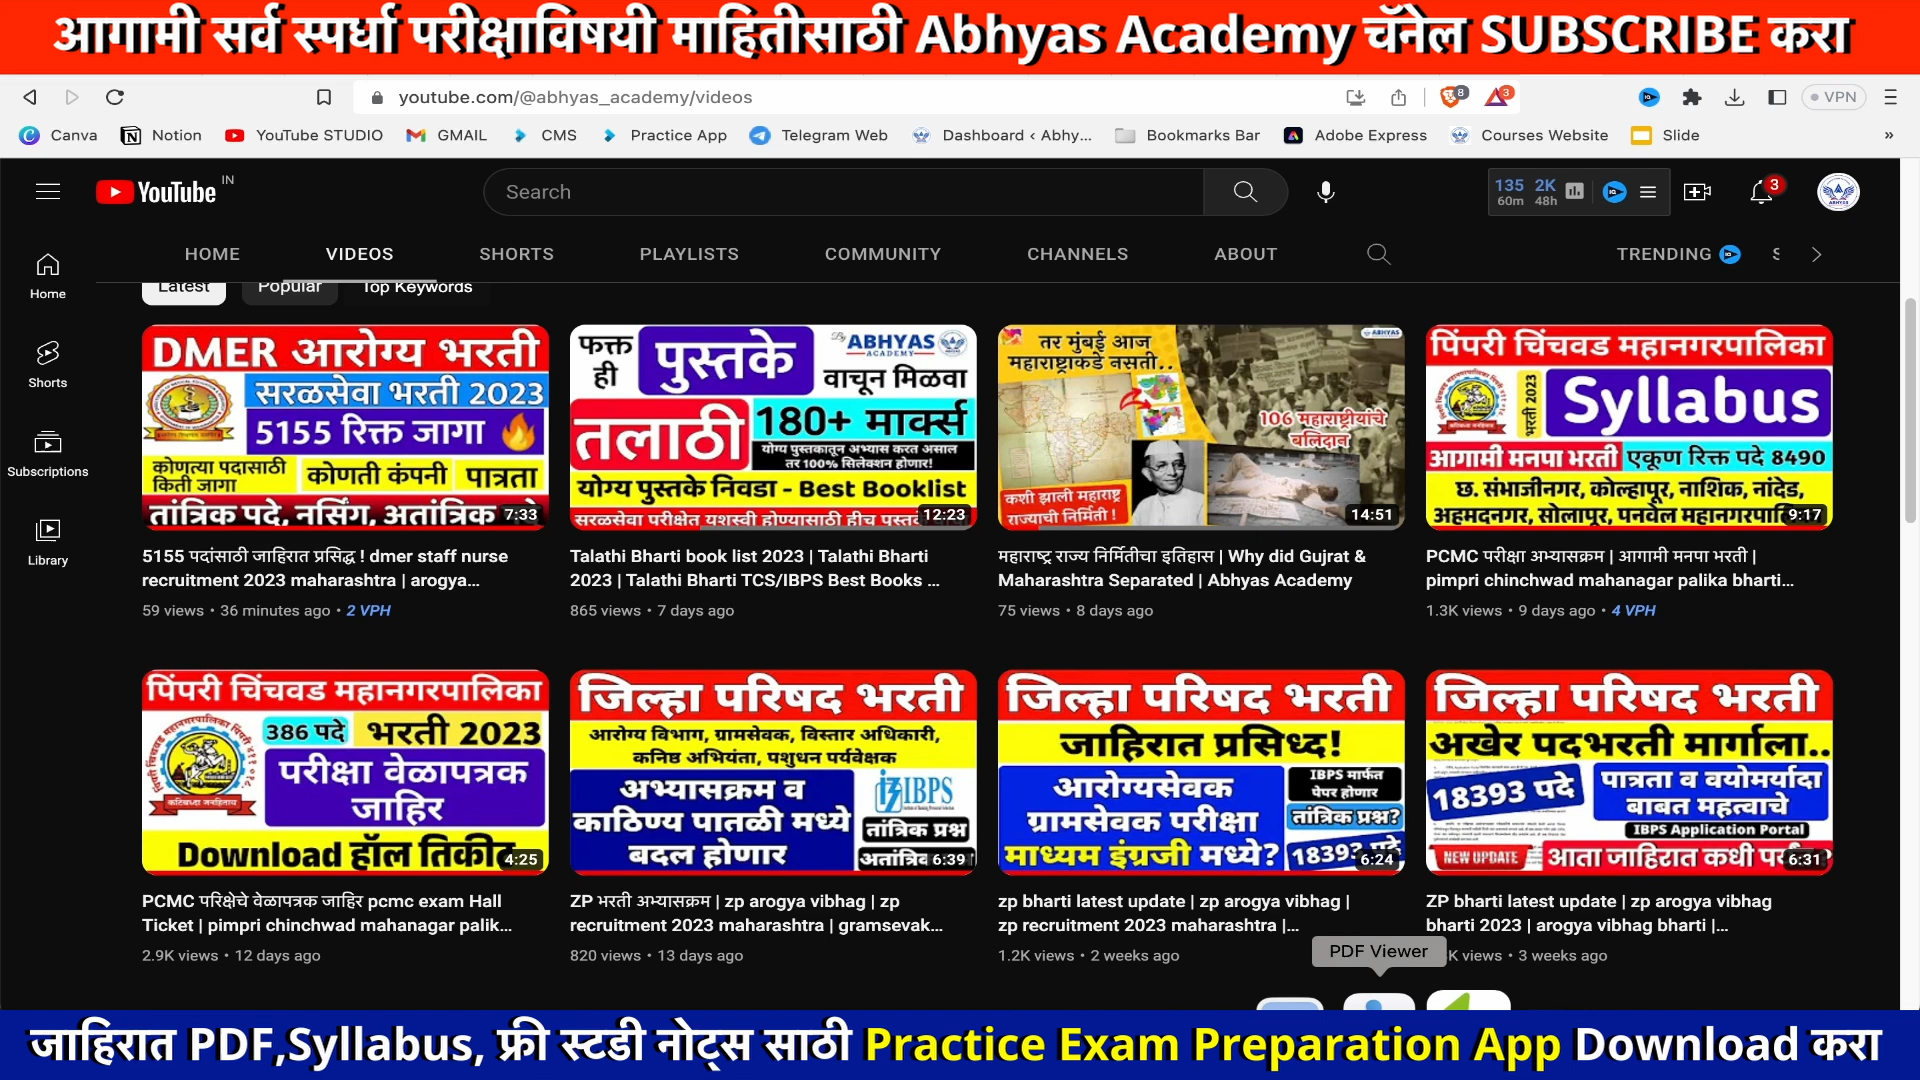 आगामी सर्व स्पर्धा परीक्षाविषयी माहितीसाठी Abhyas Academy चॅनेल SUBSCRIBE करा
youtube.com/@abhyas_academy/videos
8
3
VPN
Canva
Notion
YouTube STUDIO
GMAIL
CMS
Practice App
Telegram Web
Dashboard ‹ Abhy...
Bookmarks Bar
Adobe Express
Courses Website
Slide
»
YouTube IN
Search
135 2K
60m 48h
3
HOME
VIDEOS
SHORTS
PLAYLISTS
COMMUNITY
CHANNELS
ABOUT
TRENDING
Home
Shorts
Subscriptions
Library
Latest
Popular
Top Keywords
DMER आरोग्य भरती
सरळसेवा भरती 2023
5155 रिक्त जागा
कोणत्या पदासाठी
किती जागा
कोणती कंपनी
पात्रता
तांत्रिक पदे, नर्सिंग, अतांत्रिक
7:33
5155 पदांसाठी जाहिरात प्रसिद्ध ! dmer staff nurse
recruitment 2023 maharashtra | arogya...
59 views • 36 minutes ago • 2 VPH
फक्त
ही
पुस्तके
By ABHYAS
ACADEMY
वाचून मिळवा
तलाठी
180+ मार्क्स
योग्य पुस्तकातून अभ्यास करत असाल
तर 100% सिलेक्शन होणार!
योग्य पुस्तके निवडा - Best Booklist
सरळसेवा परीक्षेत यशस्वी होण्यासाठी हीच
12:23
Talathi Bharti book list 2023 | Talathi Bharti
2023 | Talathi Bharti TCS/IBPS Best Books ...
865 views • 7 days ago
तर मुंबई आज
महाराष्ट्राकडे नसती..
ABHYAS
106 महाराष्ट्रीयांचे
बलिदान
कशी झाली महाराष्ट्र
राज्याची निर्मिती !
14:51
महाराष्ट्र राज्य निर्मितीचा इतिहास | Why did Gujrat &
Maharashtra Separated | Abhyas Academy
75 views • 8 days ago
पिंपरी चिंचवड महानगरपालिका
भरती 2023
Syllabus
आगामी मनपा भरती एकूण रिक्त पदे 8490
छ. संभाजीनगर, कोल्हापूर, नाशिक, नांदेड,
अहमदनगर, सोलापूर, पनवेल
9:17
PCMC परीक्षा अभ्यासक्रम | आगामी मनपा भरती |
pimpri chinchwad mahanagar palika bharti...
1.3K views • 9 days ago • 4 VPH
पिंपरी चिंचवड महानगरपालिका
386 पदे
भरती 2023
परीक्षा वेळापत्रक
जाहिर
कटिबध्दा जनहिताय
Download हॉल तिकीट
4:25
PCMC परिक्षेचे वेळापत्रक जाहिर pcmc exam Hall
Ticket | pimpri chinchwad mahanagar palik...
2.9K views • 12 days ago
जिल्हा परिषद भरती
आरोग्य विभाग, ग्रामसेवक, विस्तार अधिकारी,
कनिष्ठ अभियंता, पशुधन पर्यवेक्षक
अभ्यासक्रम व
काठिण्य पातळी मध्ये
बदल होणार
IBPS
तांत्रिक प्रश्न
6:39
ZP भरती अभ्यासक्रम | zp arogya vibhag | zp
recruitment 2023 maharashtra | gramsevak...
820 views • 13 days ago
जिल्हा परिषद भरती
जाहिरात प्रसिध्द!
आरोग्यसेवक
ग्रामसेवक परीक्षा
माध्यम इंग्रजी मध्ये?
IBPS मार्फत
पेपर होणार
तांत्रिक प्रश्न?
6:24
zp bharti latest update | zp arogya vibhag |
zp recruitment 2023 maharashtra |...
1.2K views • 2 weeks ago
जिल्हा परिषद भरती
अखेर पदभरती मार्गाला..
18393 पदे
पात्रता व वयोमर्यादा
बाबत महत्वाचे
IBPS Application Portal
NEW UPDATE
आता जाहिरात कधी
6:31
ZP bharti latest update | zp arogya vibhag
bharti 2023 | arogya vibhag bharti |...
K views • 3 weeks ago
PDF Viewer
जाहिरात PDF,Syllabus, फ्री स्टडी नोट्स साठी Practice Exam Preparation App Download करा